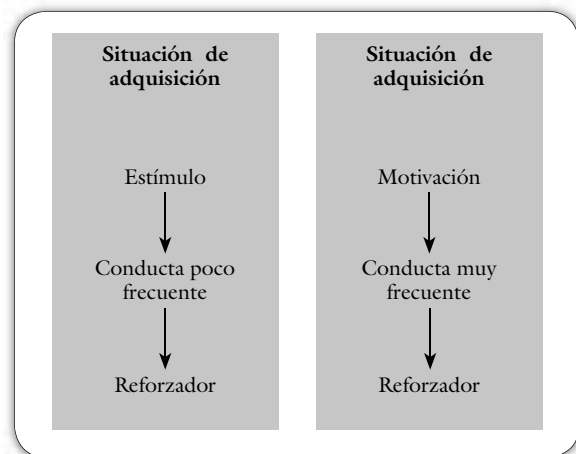 Situación de
adquisición
Estímulo
Conducta poco
frecuente
Reforzador
Situación de
adquisición
Motivación
Conducta muy
frecuente
Reforzador